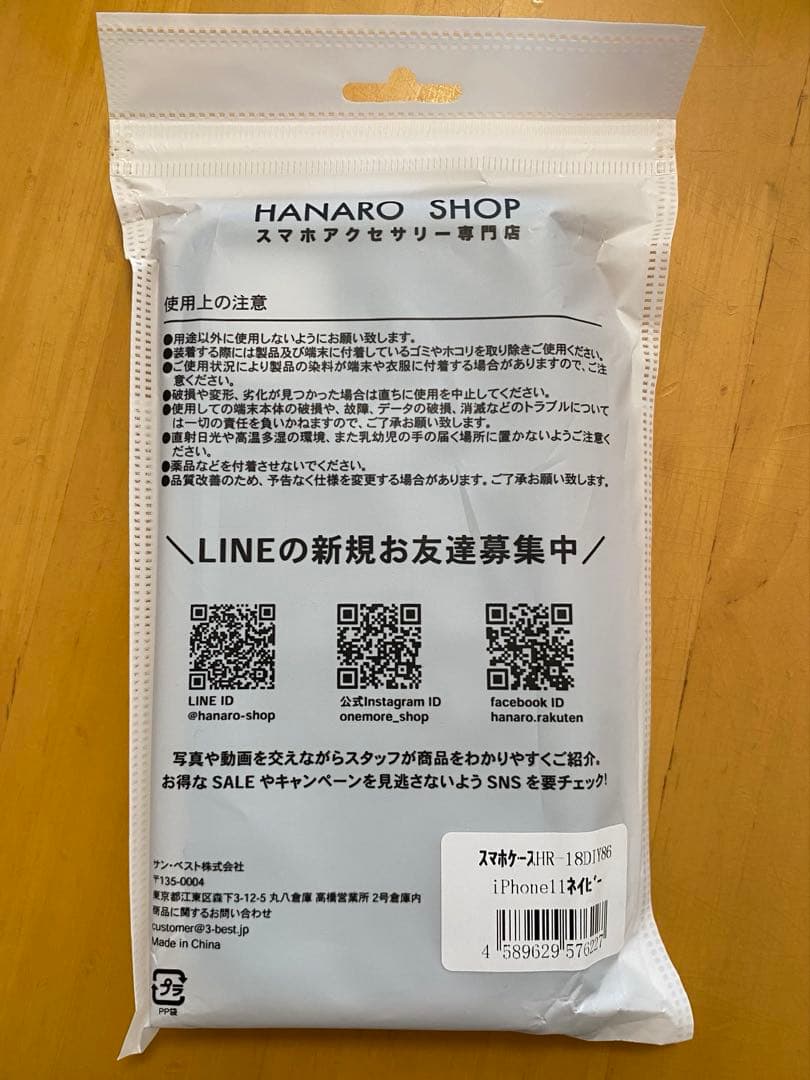 HANARO SHOP
スマホアクセサリー専門店
使用上の注意
●用途以外に使用しないようにお願い致します。
●装着する際には製品及び端末に付着しているゴミやホコリを取り除きご使用ください。
●ご使用状況により製品の染料が端末や衣服に付着する場合がありますので、ご注
意ください。
●破損や変形、劣化が見つかった場合は直ちに使用を中止してください。
●使用しての端末本体の破損や、故障、データの破損、消滅などのトラブルについて
は一切の責任を負いかねますので、ご了承お願い致します。
●直射日光や高温多湿の環境、また乳幼児の手の届く場所に置かないようご注意く
ださい。
●薬品などを付着させないでください。
●品質改善のため、予告なく仕様を変更する場合があります。ご了承お願い致します。
＼LINEの新規お友達募集中／
LINE ID
@hanaro-shop
公式Instagram ID
onemore_shop
facebook ID
hanaro.rakuten
写真や動画を交えながらスタッフが商品をわかりやすくご紹介。
お得な SALE やキャンペーンを見逃さないよう SNS を要チェック!
サン・ベスト株式会社
〒135-0004
東京都江東区森下3-12-5 丸八倉庫 高橋営業所 2号倉庫内
商品に関するお問い合わせ
customer@3-best.jp
Made in China
プラ
PP袋
スマホケースHR-18DIY86
iPhone11ネイビー
4 589629 576227